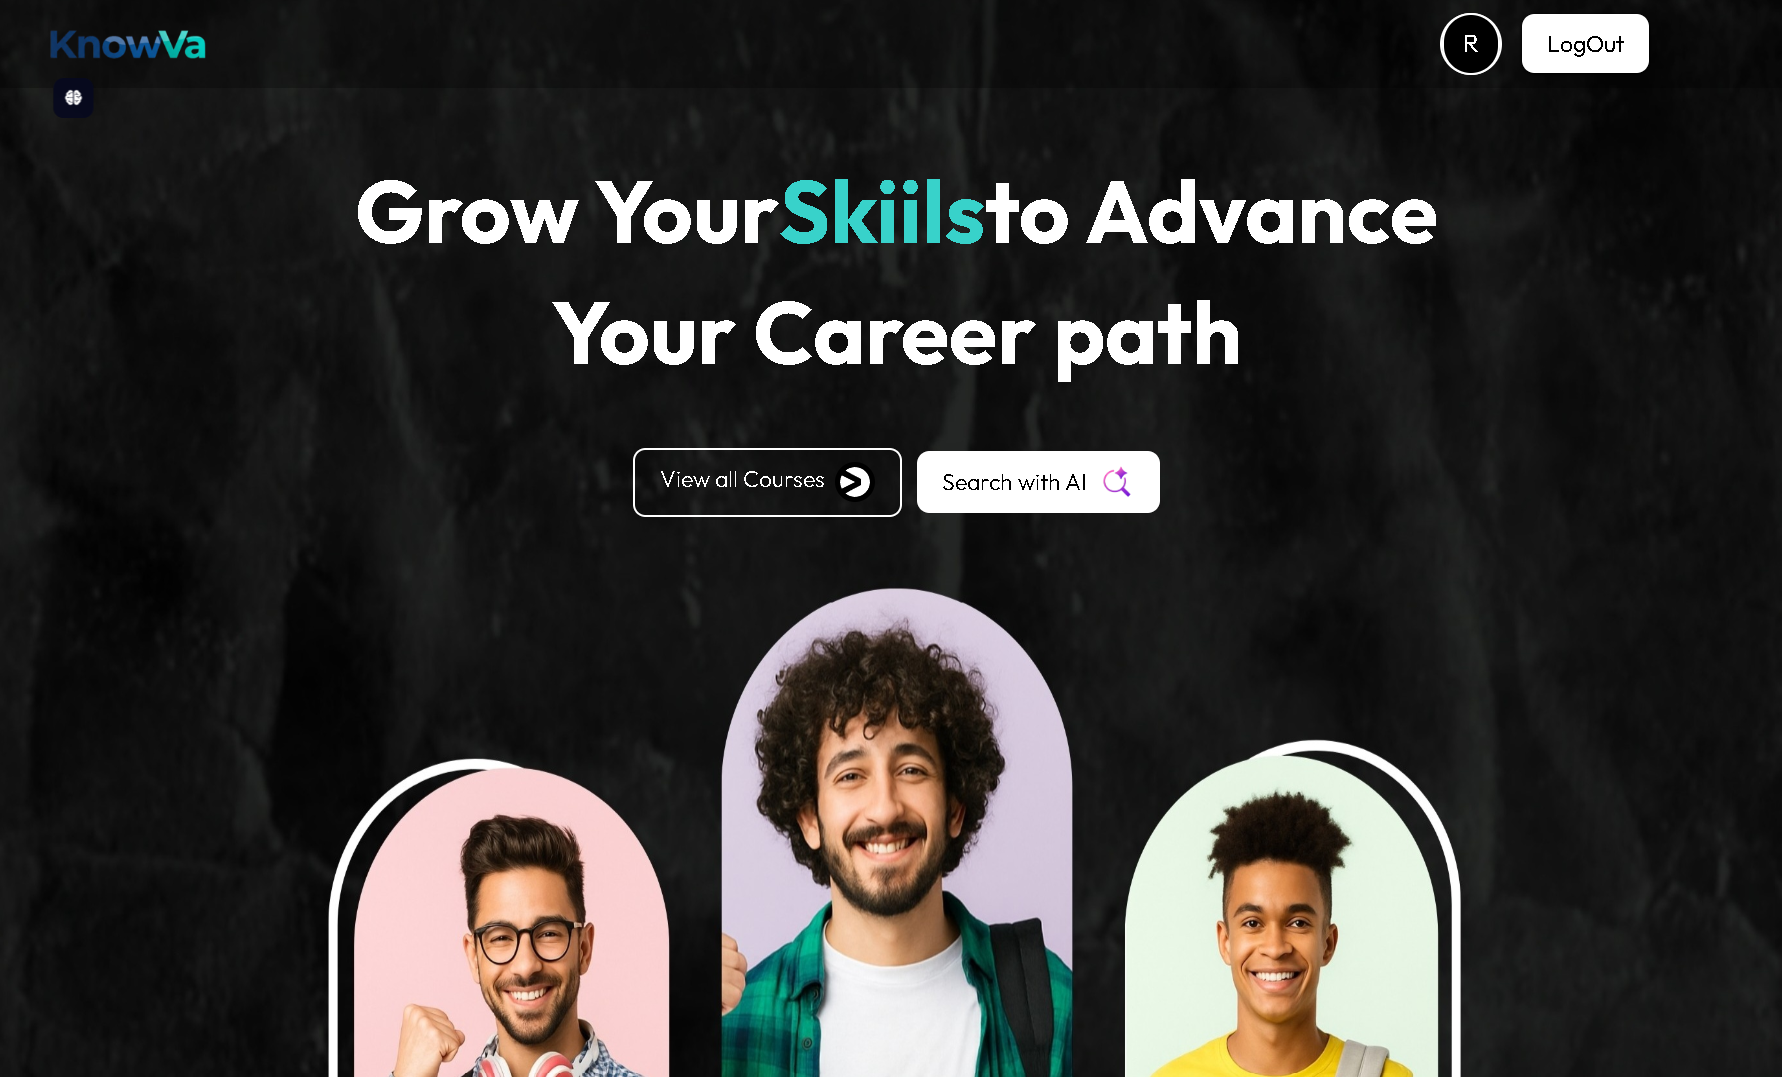 KnowVa
R
LogOut
Grow YourSkiilsto Advance
Your Career path
View all Courses
Search with AI